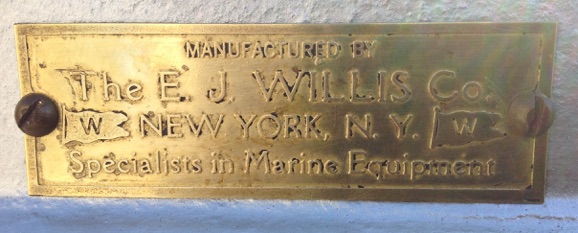 MANUFACTURED BY
The E. J. WILLIS Co.
W NEW YORK, N. Y. W
Specialists in Marine Equipment